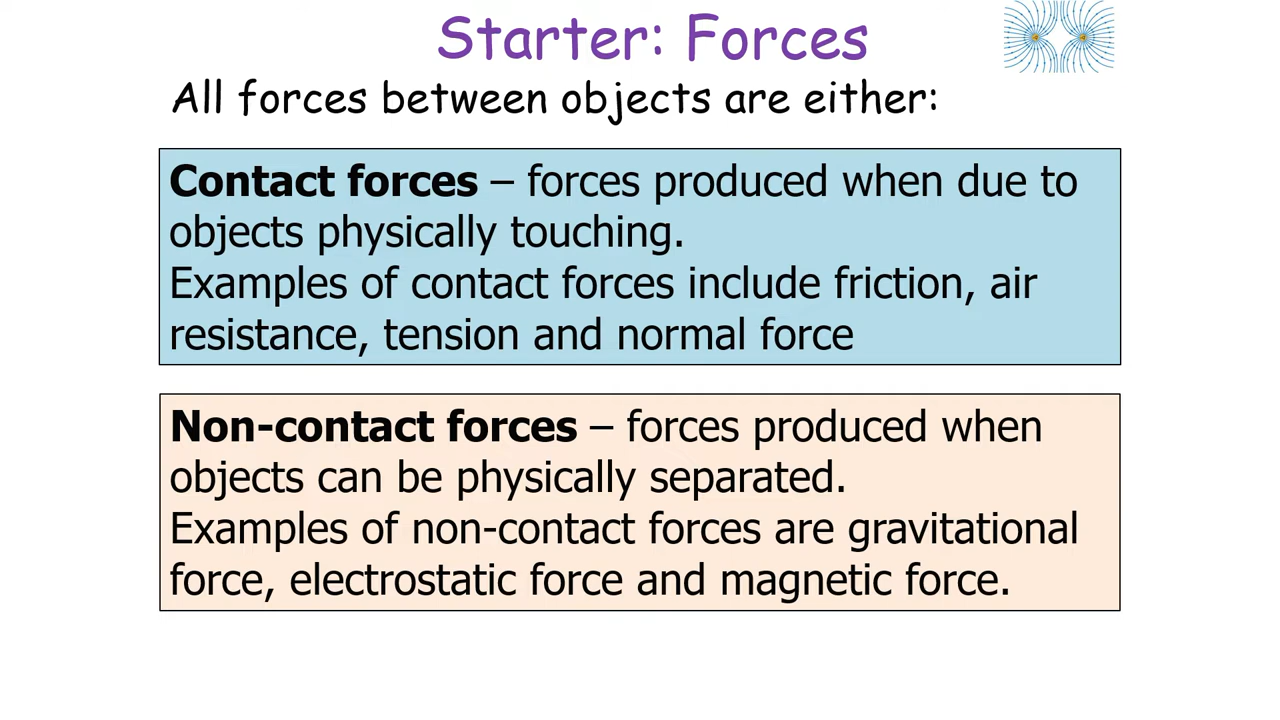 Starter: Forces
All forces between objects are either:
Contact forces – forces produced when due to
objects physically touching.
Examples of contact forces include friction, air
resistance, tension and normal force
Non-contact forces – forces produced when
objects can be physically separated.
Examples of non-contact forces are gravitational
force, electrostatic force and magnetic force.